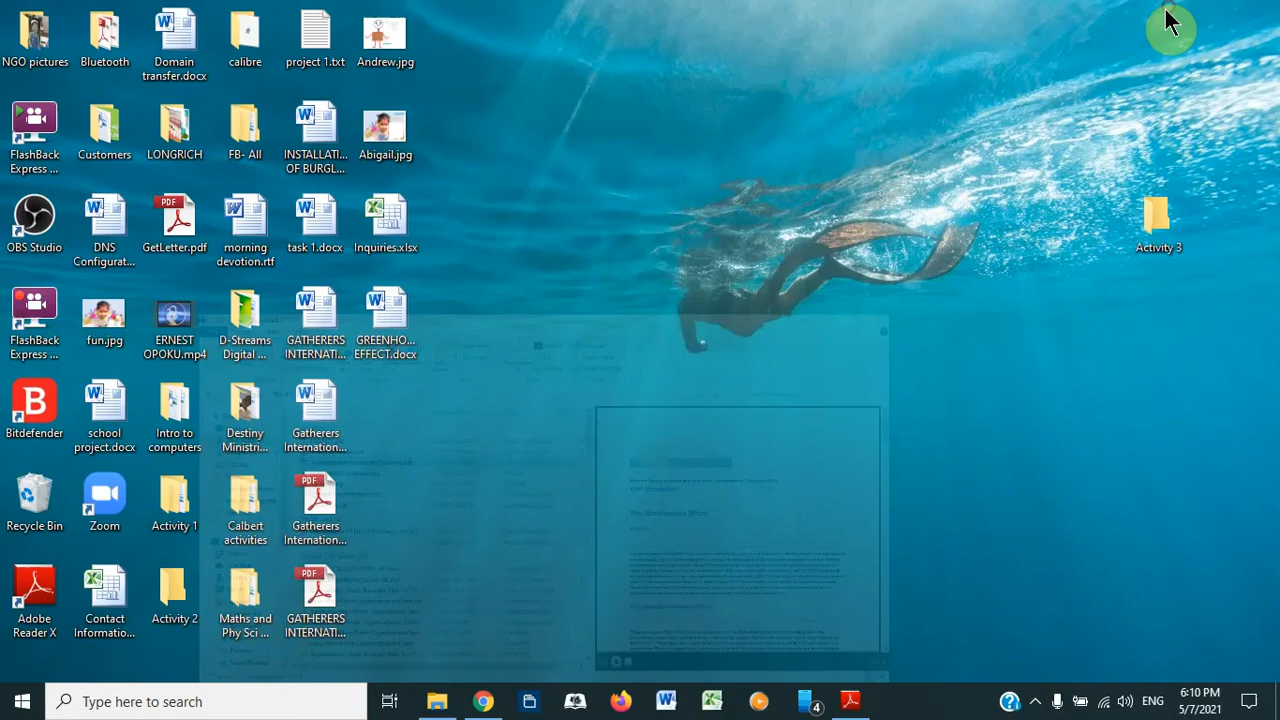 NGO pictures
Bluetooth
Domain
transfer.docx
calibre
project 1.txt
Andrew.jpg
FlashBack
Express ...
Customers
LONGRICH
FB- All
INSTALLATI...
OF BURGL...
Abigail.jpg
OBS Studio
DNS
Configurat...
PDF
GetLetter.pdf
morning
devotion.rtf
task 1.docx
Inquiries.xlsx
Activity 3
FlashBack
Express ...
fun.jpg
ERNEST
OPOKU.mp4
D-Streams
Digital ...
GATHERERS
INTERNATI...
GREENHO...
EFFECT.docx
Bitdefender
school
project.docx
Intro to
computers
Destiny
Ministri...
Gatherers
Internation...
Recycle Bin
Zoom
Activity 1
Calbert
activities
PDF
Gatherers
Internation...
Adobe
Reader X
Contact
Informatio...
Activity 2
Maths and
Phy Sci ...
PDF
GATHERERS
INTERNATI...
Type here to search
4
ENG
6:10 PM
5/7/2021